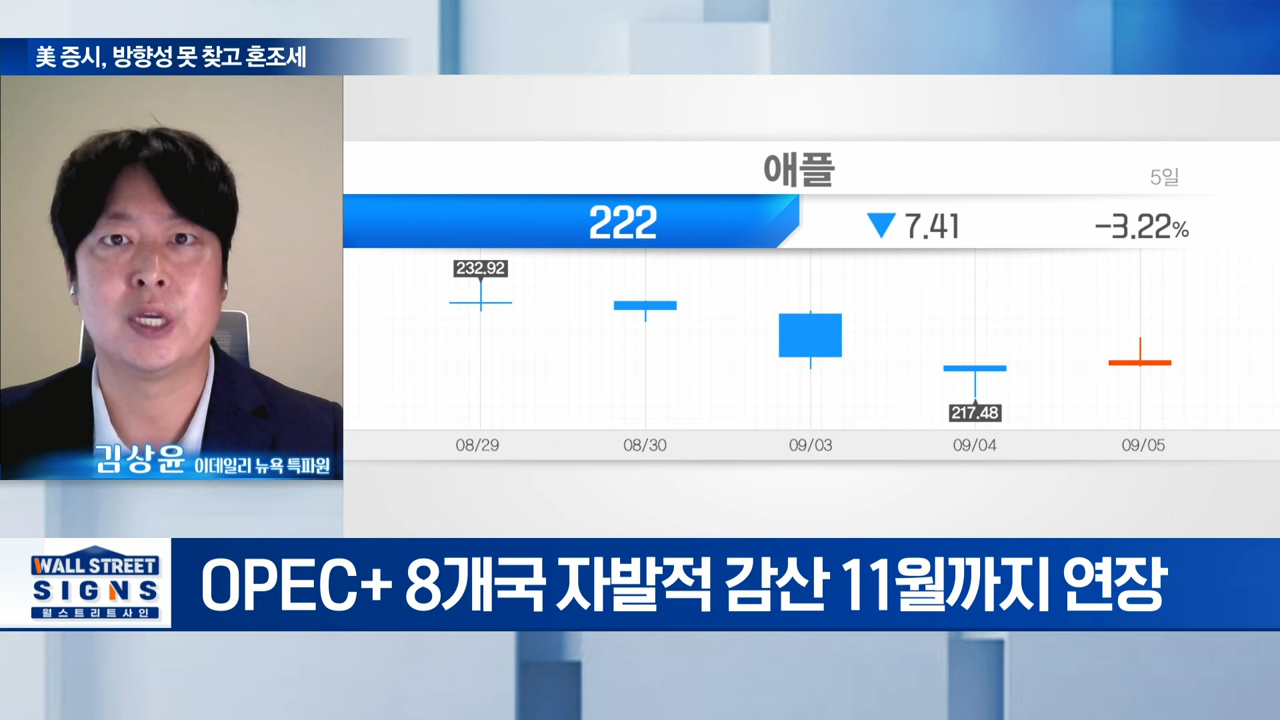 美 증시, 방향성 못 찾고 혼조세
애플
5일
222 ▼ 7.41 -3.22%
232.92
217.48
08/29 08/30 09/03 09/04 09/05
김상윤 이데일리 뉴욕 특파원
WALL STREET
SIGNS
월스트리트사인
OPEC+ 8개국 자발적 감산 11월까지 연장